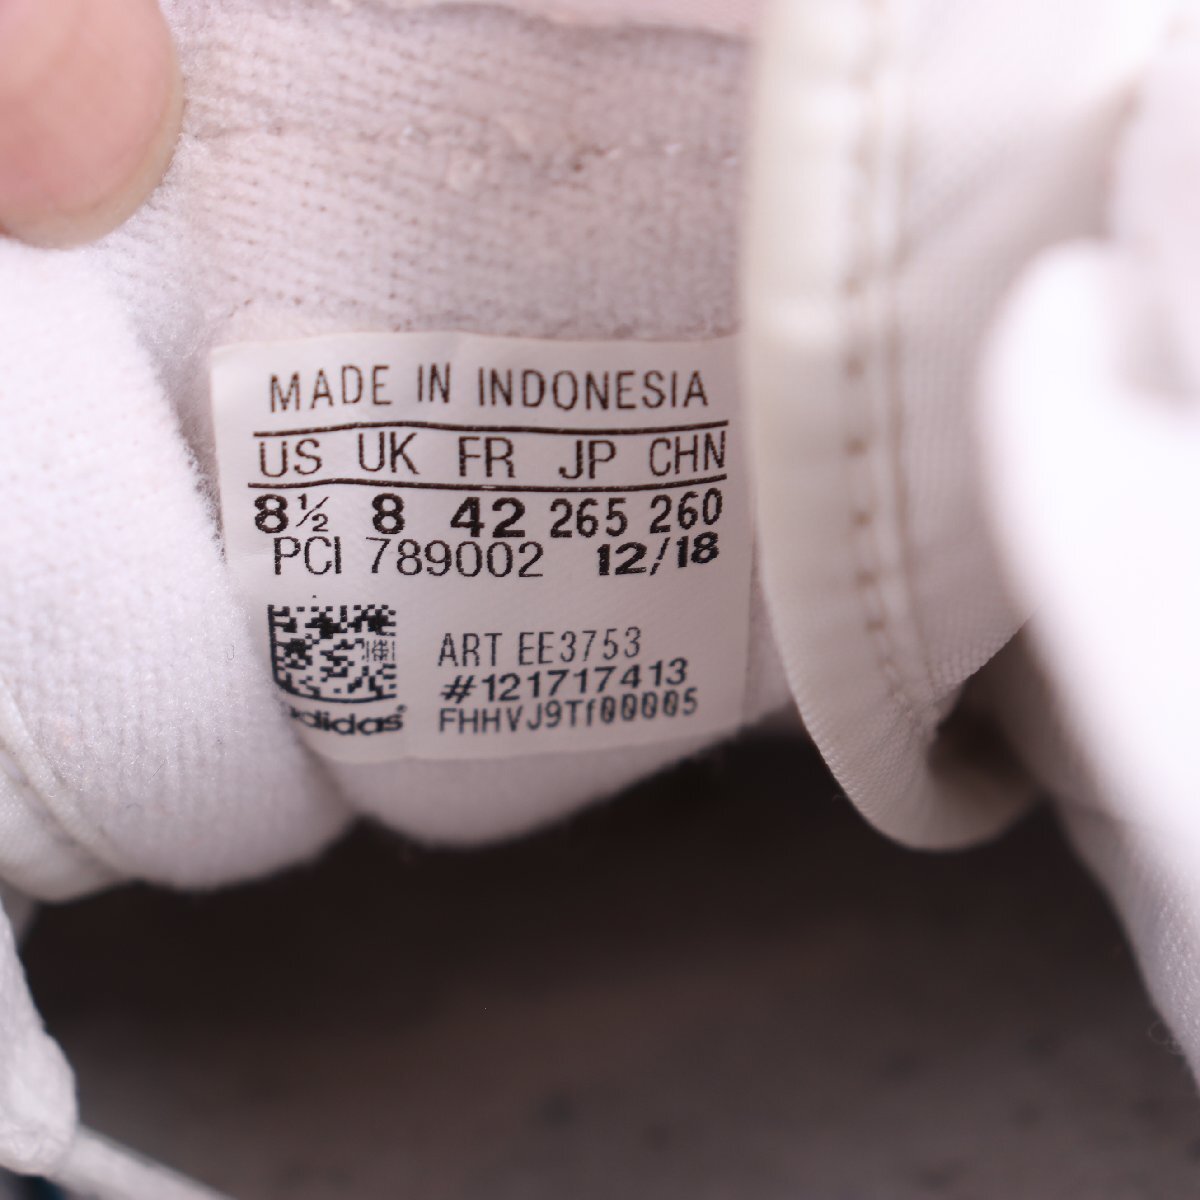 MADE IN INDONESIA
US UK FR JP CHN
8½ 8 42 265 260
PCI 789002 12/18
ART EE3753
#121717413
FHHVJ9Tf00005
adidas